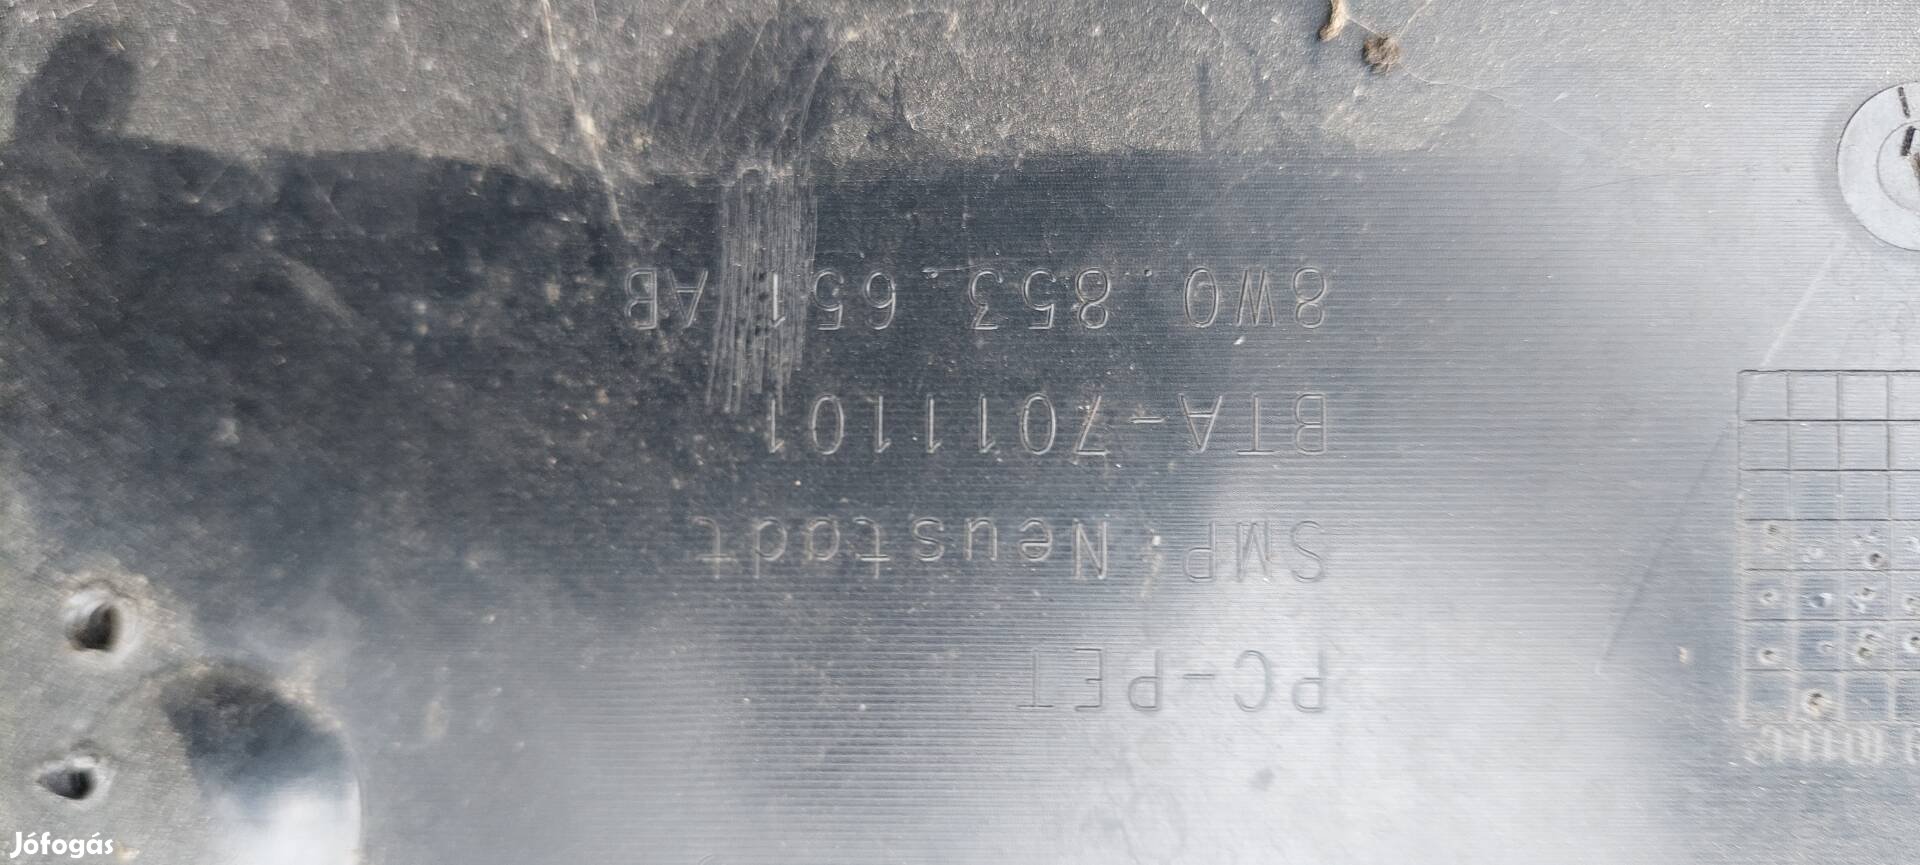 8W0.853.651.AB
BTA-7011101
SMP Neustadt
PC-PET
Jófogás